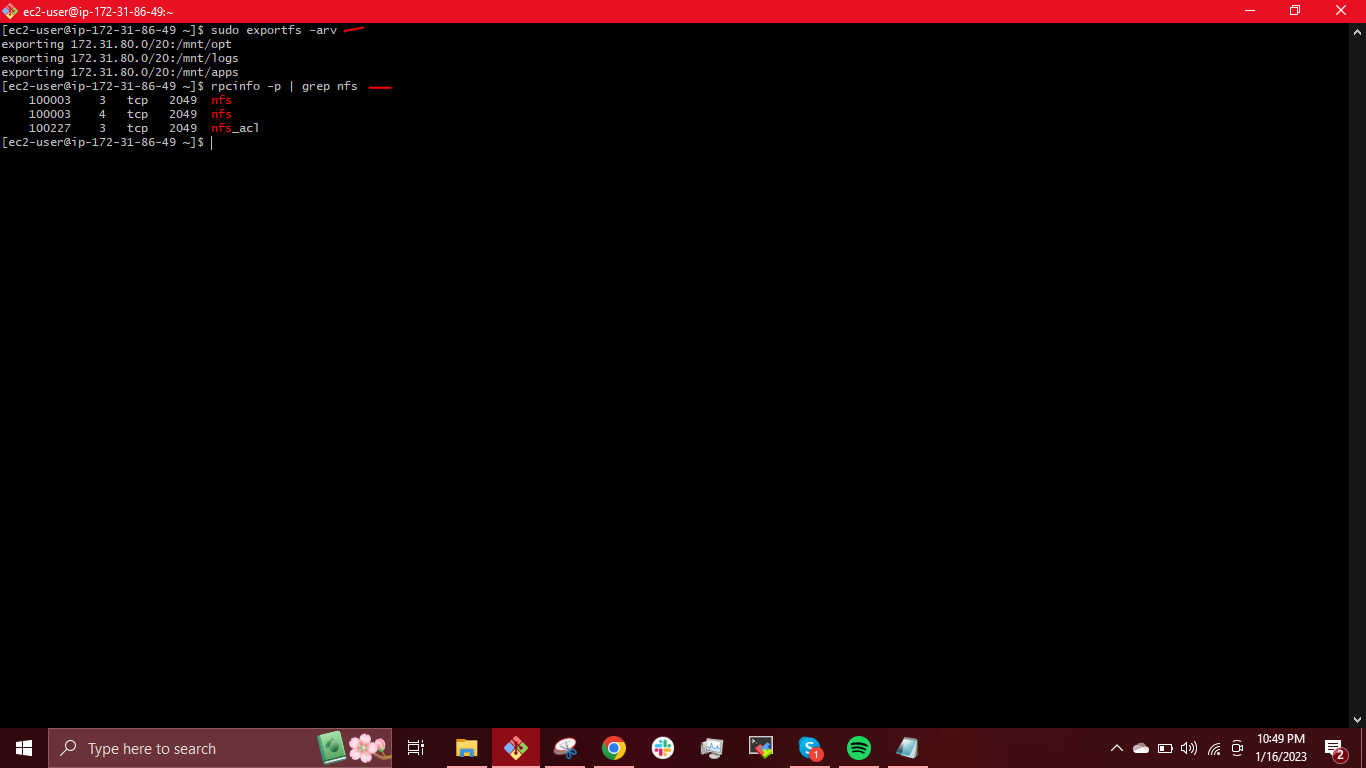 ec2-user@ip-172-31-86-49:~
[ec2-user@ip-172-31-86-49 ~]$ sudo exportfs -arv
exporting 172.31.80.0/20:/mnt/opt
exporting 172.31.80.0/20:/mnt/logs
exporting 172.31.80.0/20:/mnt/apps
[ec2-user@ip-172-31-86-49 ~]$ rpcinfo -p | grep nfs
100003 3 tcp 2049 nfs
100003 4 tcp 2049 nfs
100227 3 tcp 2049 nfs_acl
[ec2-user@ip-172-31-86-49 ~]$
Type here to search
1
10:49 PM
1/16/2023
2